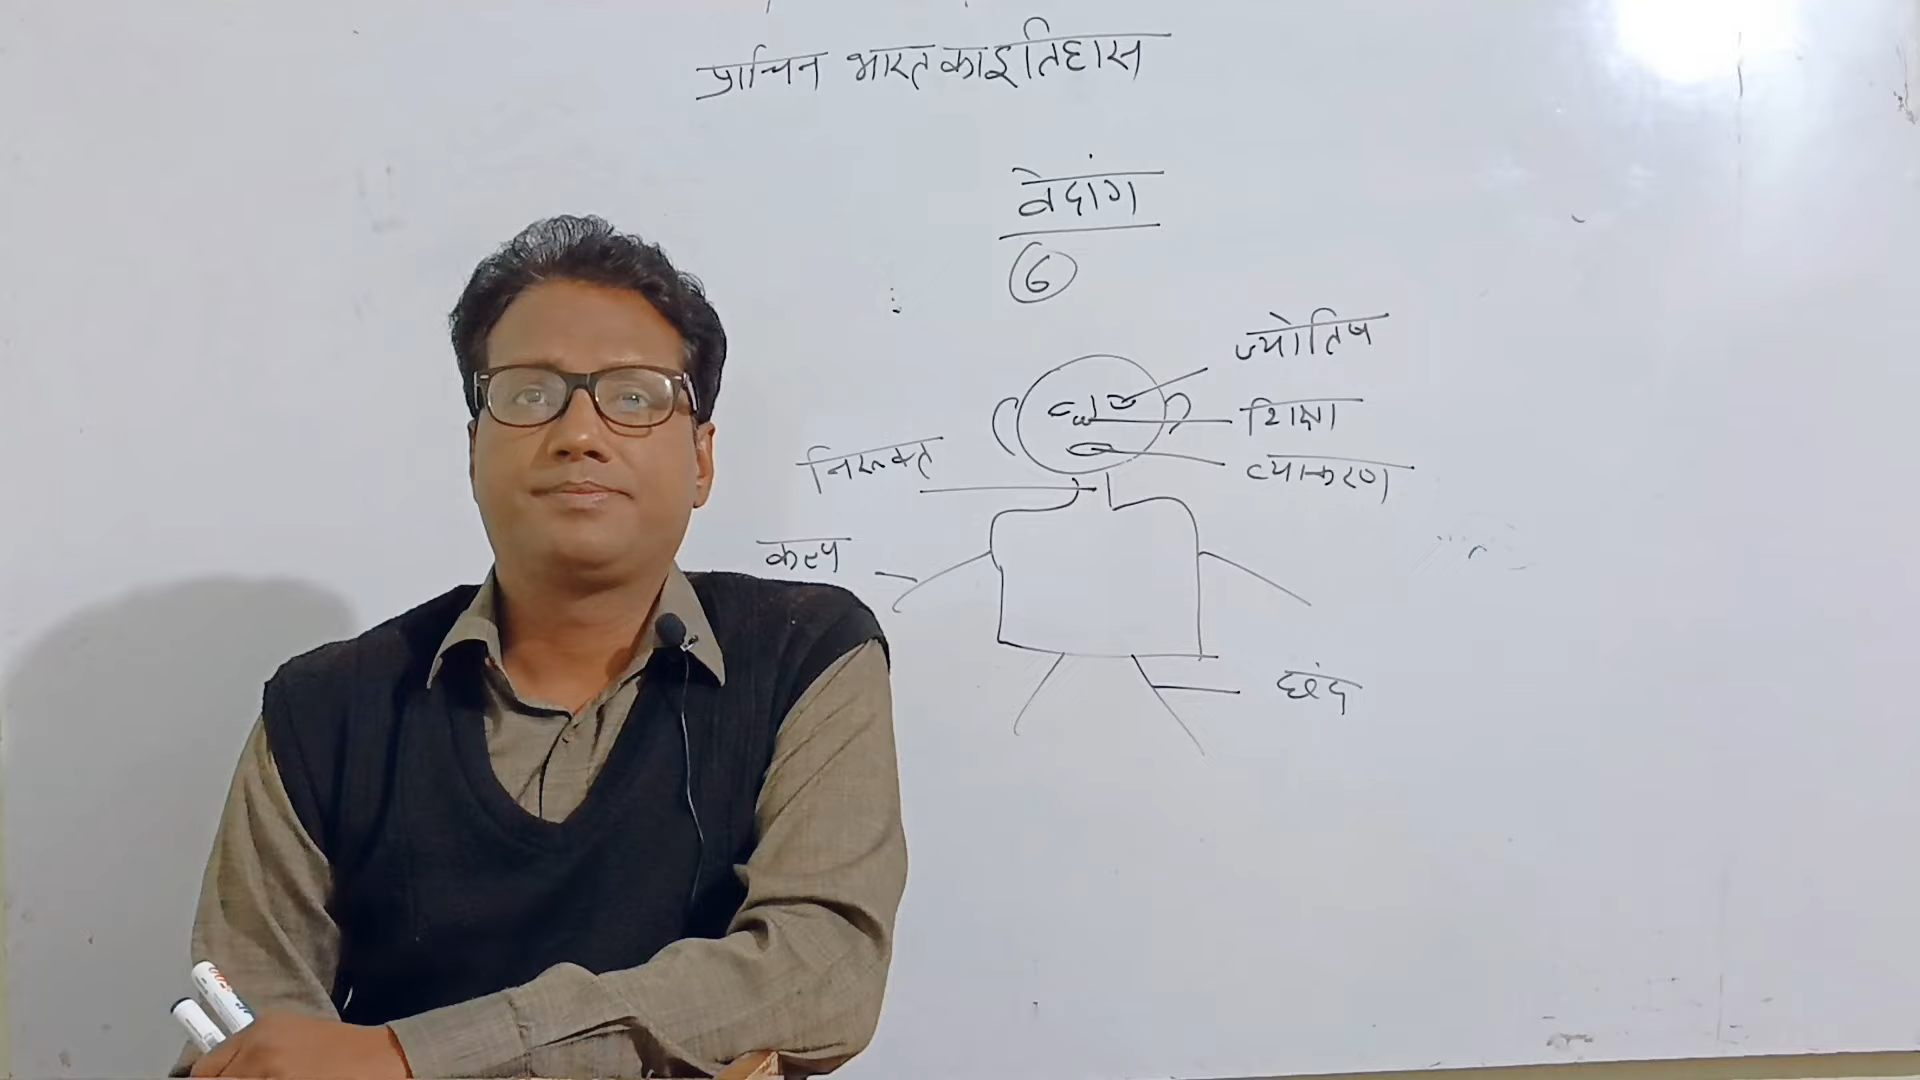 प्राचिन भारत का इतिहास
वेदांग
6
ज्योतिष
शिक्षा
व्याकरण
निरूक्त
कल्प
छंद